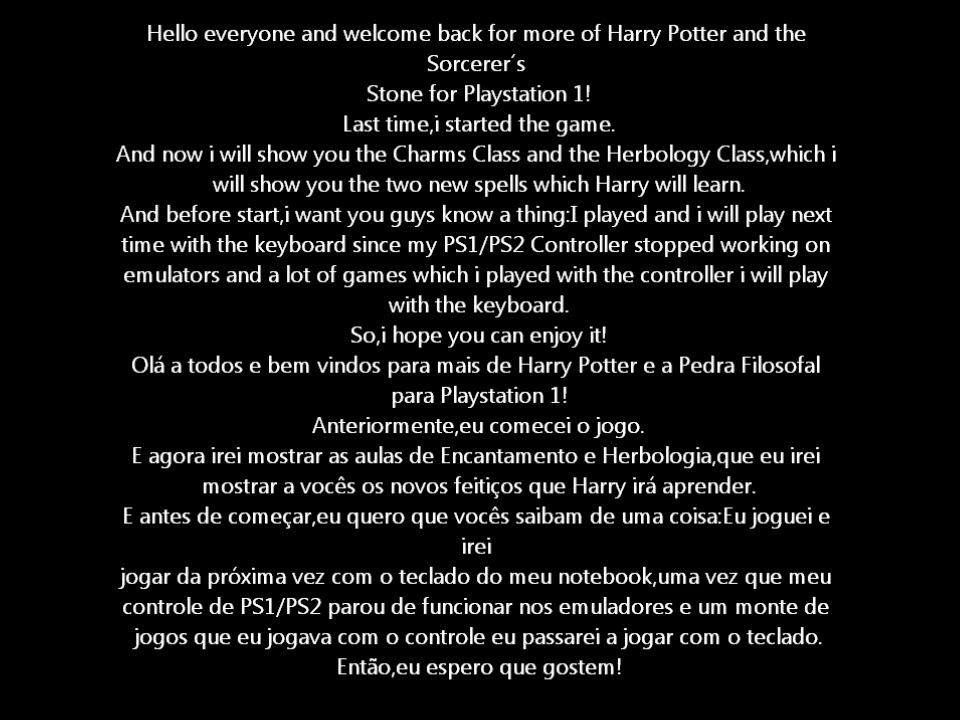 Hello everyone and welcome back for more of Harry Potter and the
Sorcerer´s
Stone for Playstation 1!
Last time,i started the game.
And now i will show you the Charms Class and the Herbology Class,which i
will show you the two new spells which Harry will learn.
And before start,i want you guys know a thing:I played and i will play next
time with the keyboard since my PS1/PS2 Controller stopped working on
emulators and a lot of games which i played with the controller i will play
with the keyboard.
So,i hope you can enjoy it!
Olá a todos e bem vindos para mais de Harry Potter e a Pedra Filosofal
para Playstation 1!
Anteriormente,eu comecei o jogo.
E agora irei mostrar as aulas de Encantamento e Herbologia,que eu irei
mostrar a vocês os novos feitiços que Harry irá aprender.
E antes de começar,eu quero que vocês saibam de uma coisa:Eu joguei e
irei
jogar da próxima vez com o teclado do meu notebook,uma vez que meu
controle de PS1/PS2 parou de funcionar nos emuladores e um monte de
jogos que eu jogava com o controle eu passarei a jogar com o teclado.
Então,eu espero que gostem!